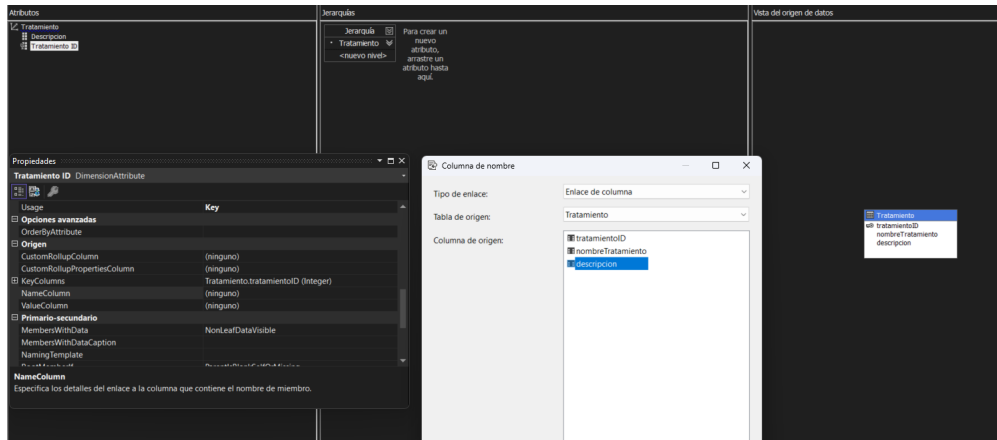 Atributos
Tratamiento
Descripcion
Tratamiento ID
Jerarquías
Jerarquía
Tratamiento
<nuevo nivel>
Para crear un
nuevo
atributo,
arrastre un
atributo hasta
aquí.
Vista del origen de datos
Tratamiento
tratamientoID
nombreTratamiento
descripcion
Propiedades
Tratamiento ID DimensionAttribute
Usage Key
Opciones avanzadas
OrderByAttribute
Origen
CustomRollupColumn (ninguno)
CustomRollupPropertiesColumn (ninguno)
KeyColumns Tratamiento.tratamientoID (Integer)
NameColumn (ninguno)
ValueColumn (ninguno)
Primario-secundario
MembersWithData NonLeafDataVisible
MembersWithDataCaption
NamingTemplate
NameColumn
Especifica los detalles del enlace a la columna que contiene el nombre de miembro.
Columna de nombre
Tipo de enlace: Enlace de columna
Tabla de origen: Tratamiento
Columna de origen:
tratamientoID
nombreTratamiento
descripcion